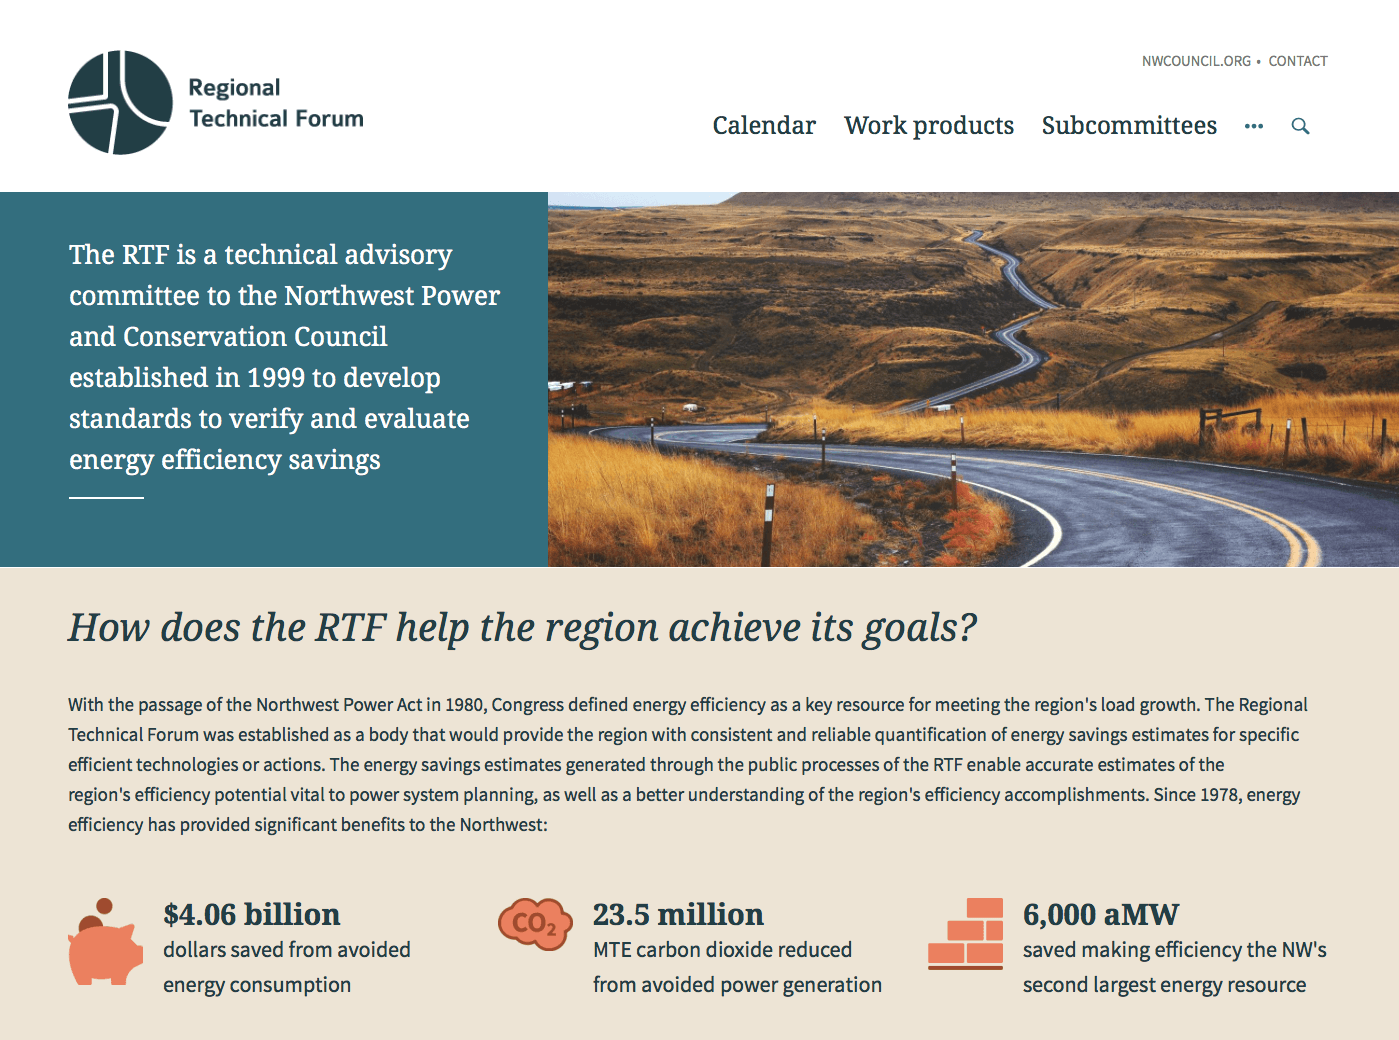 Regional
Technical Forum
NWCOUNCIL.ORG • CONTACT
Calendar Work products Subcommittees •••
The RTF is a technical advisory
committee to the Northwest Power
and Conservation Council
established in 1999 to develop
standards to verify and evaluate
energy efficiency savings
How does the RTF help the region achieve its goals?
With the passage of the Northwest Power Act in 1980, Congress defined energy efficiency as a key resource for meeting the region's load growth. The Regional
Technical Forum was established as a body that would provide the region with consistent and reliable quantification of energy savings estimates for specific
efficient technologies or actions. The energy savings estimates generated through the public processes of the RTF enable accurate estimates of the
region's efficiency potential vital to power system planning, as well as a better understanding of the region's efficiency accomplishments. Since 1978, energy
efficiency has provided significant benefits to the Northwest:
$4.06 billion
dollars saved from avoided
energy consumption
CO2
23.5 million
MTE carbon dioxide reduced
from avoided power generation
6,000 aMW
saved making efficiency the NW's
second largest energy resource